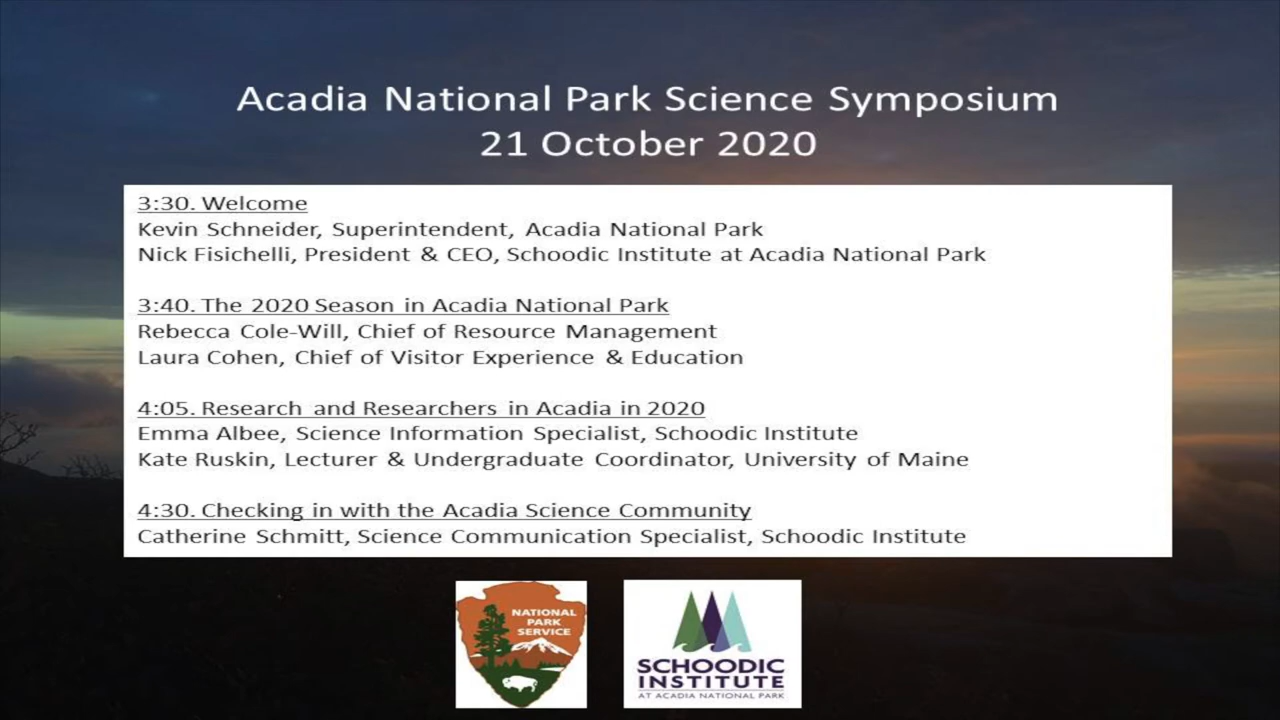 Acadia National Park Science Symposium
21 October 2020
3:30. Welcome
Kevin Schneider, Superintendent, Acadia National Park
Nick Fisichelli, President & CEO, Schoodic Institute at Acadia National Park
3:40. The 2020 Season in Acadia National Park
Rebecca Cole-Will, Chief of Resource Management
Laura Cohen, Chief of Visitor Experience & Education
4:05. Research and Researchers in Acadia in 2020
Emma Albee, Science Information Specialist, Schoodic Institute
Kate Ruskin, Lecturer & Undergraduate Coordinator, University of Maine
4:30. Checking in with the Acadia Science Community
Catherine Schmitt, Science Communication Specialist, Schoodic Institute
NATIONAL
PARK
SERVICE
SCHOODIC
INSTITUTE
AT ACADIA NATIONAL PARK